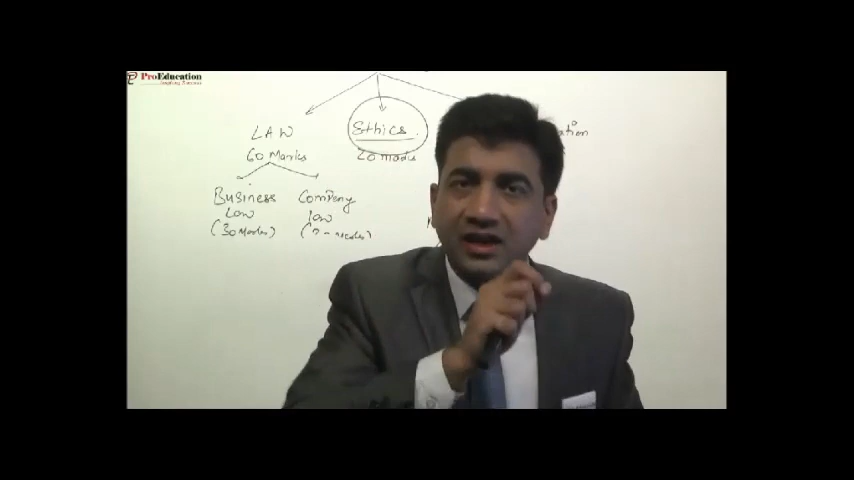 ProEducation
LAW
Ethics
60 Marks
20 marks
Business
Law
(30 Marks)
Company
law